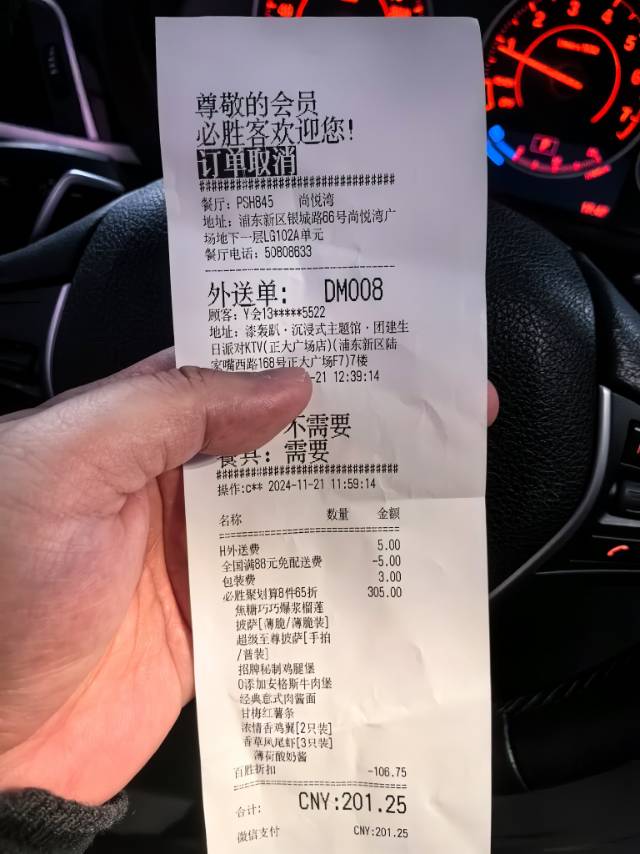 尊敬的会员
必胜客欢迎您!
订单取消
##################################
餐厅: PSH845 尚悦湾
地址: 浦东新区银城路66号尚悦湾广
场地下一层LG102A单元
餐厅电话: 50808633
外送单: DM008
顾客: Y会13*****5522
地址: 漆轰趴·沉浸式主题馆·团建生
日派对KTV(正大广场店)(浦东新区陆
家嘴西路168号正大广场F7)7楼
-21 12:39:14
不需要
餐具: 需要
##################################
操作:c** 2024-11-21 11:59:14
名称 数量 金额
H外送费 5.00
全国满88元免配送费 -5.00
包装费 3.00
必胜聚划算8件65折 305.00
焦糖巧巧爆浆榴莲
披萨[薄脆/薄脆装]
超级至尊披萨[手拍
/普装]
招牌秘制鸡腿堡
0添加安格斯牛肉堡
经典意式肉酱面
甘梅红薯条
浓情香鸡翼[2只装]
香草凤尾虾[3只装]
薄荷酸奶酱
百胜折扣 -106.75
合计: CNY:201.25
微信支付 CNY:201.25